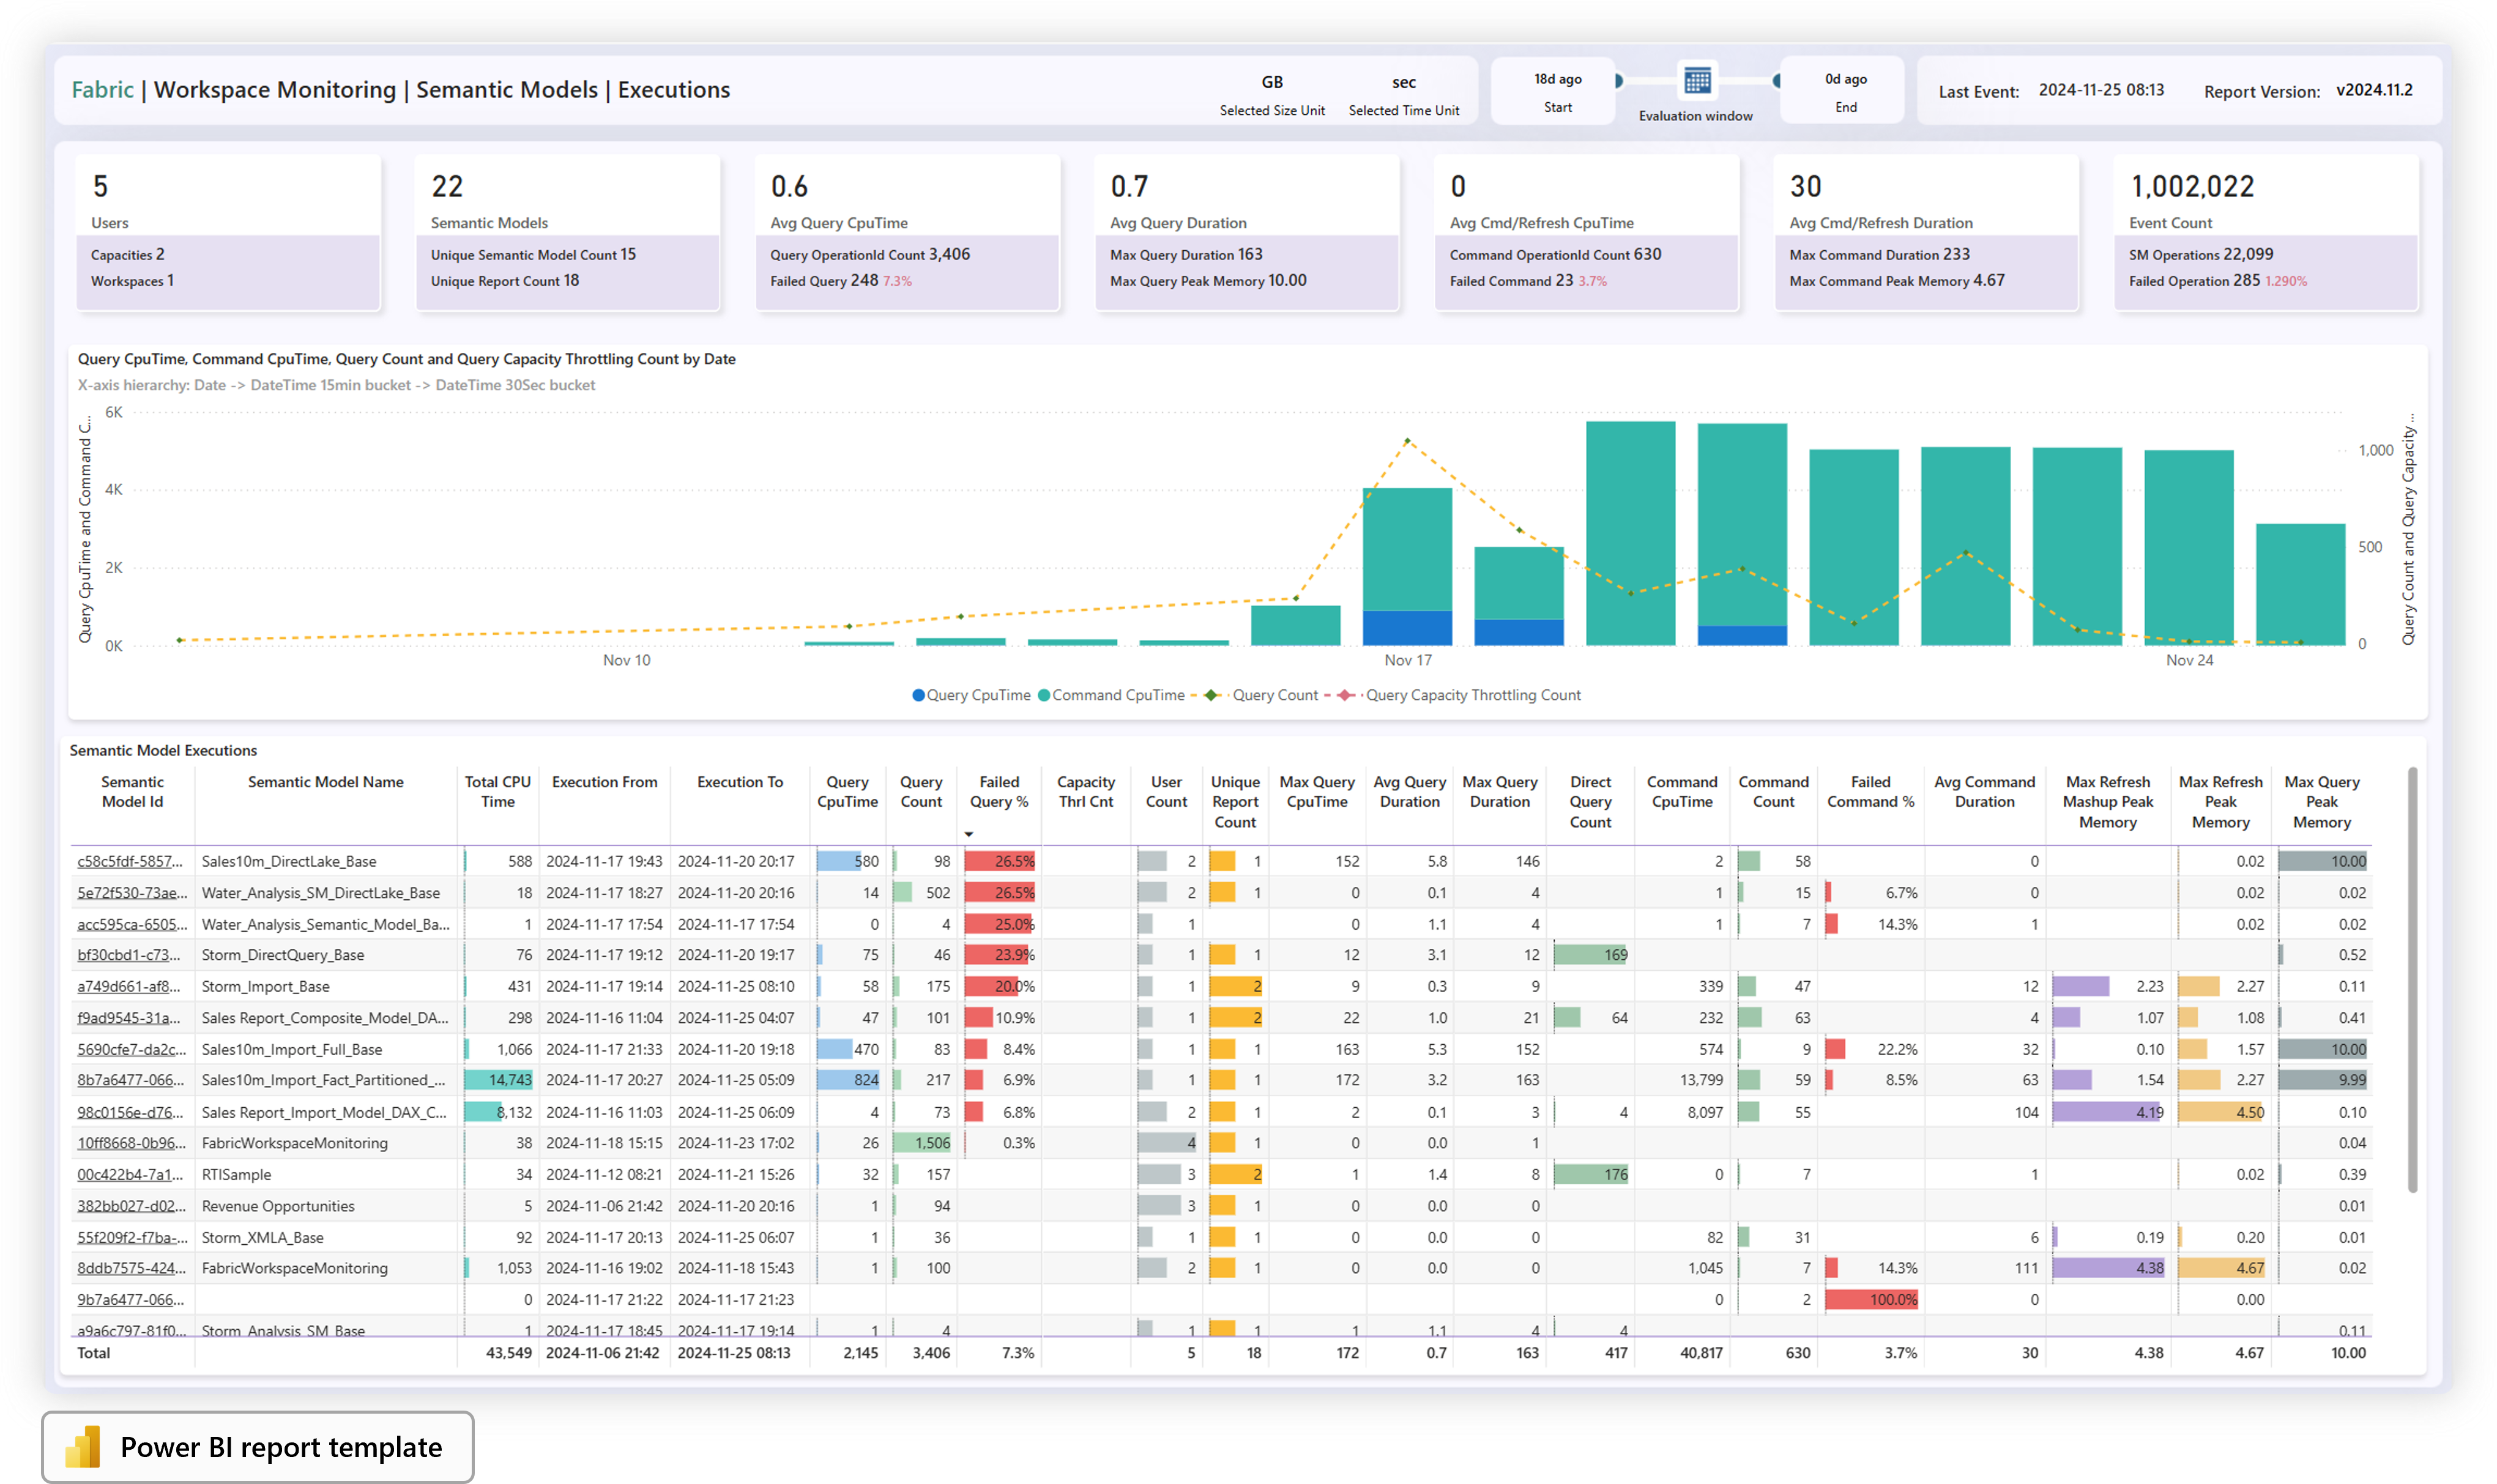 Fabric | Workspace Monitoring | Semantic Models | Executions
GB
Selected Size Unit
sec
Selected Time Unit
18d ago
Start
Evaluation window
0d ago
End
Last Event: 2024-11-25 08:13
Report Version: v2024.11.2
5
Users
Capacities 2
Workspaces 1
22
Semantic Models
Unique Semantic Model Count 15
Unique Report Count 18
0.6
Avg Query CpuTime
Query OperationId Count 3,406
Failed Query 248 7.3%
0.7
Avg Query Duration
Max Query Duration 163
Max Query Peak Memory 10.00
0
Avg Cmd/Refresh CpuTime
Command OperationId Count 630
Failed Command 23 3.7%
30
Avg Cmd/Refresh Duration
Max Command Duration 233
Max Command Peak Memory 4.67
1,002,022
Event Count
SM Operations 22,099
Failed Operation 285 1.290%
Query CpuTime, Command CpuTime, Query Count and Query Capacity Throttling Count by Date
X-axis hierarchy: Date -> DateTime 15min bucket -> DateTime 30Sec bucket
Query CpuTime and Command C...
6K
4K
2K
0K
Nov 10
Nov 17
Nov 24
1,000
500
0
Query Count and Query Capacity ...
Query CpuTime Command CpuTime Query Count Query Capacity Throttling Count
Semantic Model Executions
Semantic Model Id Semantic Model Name Total CPU Time Execution From Execution To Query CpuTime Query Count Failed Query % Capacity Thrl Cnt User Count Unique Report Count Max Query CpuTime Avg Query Duration Max Query Duration Direct Query Count Command CpuTime Command Count Failed Command % Avg Command Duration Max Refresh Mashup Peak Memory Max Refresh Peak Memory Max Query Peak Memory
c58c5fdf-5857... Sales10m_DirectLake_Base 588 2024-11-17 19:43 2024-11-20 20:17 580 98 26.5% 2 1 152 5.8 146 2 58 0 0.02 10.00
5e72f530-73ae... Water_Analysis_SM_DirectLake_Base 18 2024-11-17 18:27 2024-11-20 20:16 14 502 26.5% 2 1 0 0.1 4 1 15 6.7% 0 0.02 0.02
acc595ca-6505... Water_Analysis_Semantic_Model_Ba... 1 2024-11-17 17:54 2024-11-17 17:54 0 4 25.0% 1 0 1.1 4 1 7 14.3% 1 0.02 0.02
bf30cbd1-c73... Storm_DirectQuery_Base 76 2024-11-17 19:12 2024-11-20 19:17 75 46 23.9% 1 1 12 3.1 12 169 0.52
a749d661-af8... Storm_Import_Base 431 2024-11-17 19:14 2024-11-25 08:10 58 175 20.0% 1 2 9 0.3 9 339 47 12 2.23 2.27 0.11
f9ad9545-31a... Sales Report_Composite_Model_DA... 298 2024-11-16 11:04 2024-11-25 04:07 47 101 10.9% 1 2 22 1.0 21 64 232 63 4 1.07 1.08 0.41
5690cfe7-da2c... Sales10m_Import_Full_Base 1,066 2024-11-17 21:33 2024-11-20 19:18 470 83 8.4% 1 1 163 5.3 152 574 9 22.2% 32 0.10 1.57 10.00
8b7a6477-066... Sales10m_Import_Fact_Partitioned_... 14,743 2024-11-17 20:27 2024-11-25 05:09 824 217 6.9% 1 1 172 3.2 163 13,799 59 8.5% 63 1.54 2.27 9.99
98c0156e-d76... Sales Report_Import_Model_DAX_C... 8,132 2024-11-16 11:03 2024-11-25 06:09 4 73 6.8% 2 1 2 0.1 3 4 8,097 55 104 4.19 4.50 0.10
10ff8668-0b96... FabricWorkspaceMonitoring 38 2024-11-18 15:15 2024-11-23 17:02 26 1,506 0.3% 4 1 0 0.0 1 0.04
00c422b4-7a1... RTISample 34 2024-11-12 08:21 2024-11-21 15:26 32 157 3 2 1 1.4 8 176 0 7 1 0.02 0.39
382bb027-d02... Revenue Opportunities 5 2024-11-06 21:42 2024-11-20 20:16 1 94 3 1 0 0.0 0 0.01
55f209f2-f7ba-... Storm_XMLA_Base 92 2024-11-17 20:13 2024-11-25 06:07 1 36 1 1 0 0.0 0 82 31 6 0.19 0.20 0.01
8ddb7575-424... FabricWorkspaceMonitoring 1,053 2024-11-16 19:02 2024-11-18 15:43 1 100 2 1 0 0.0 0 1,045 7 14.3% 111 4.38 4.67 0.02
9b7a6477-066... 0 2024-11-17 21:22 2024-11-17 21:23 0 2 100.0% 0 0.00
a9a6c797-81f0... Storm_Analysis_SM_Base 1 2024-11-17 18:45 2024-11-17 19:14 1 4 1 1 1 1.1 4 4 0.11
Total 43,549 2024-11-06 21:42 2024-11-25 08:13 2,145 3,406 7.3% 5 18 172 0.7 163 417 40,817 630 3.7% 30 4.38 4.67 10.00
Power BI report template